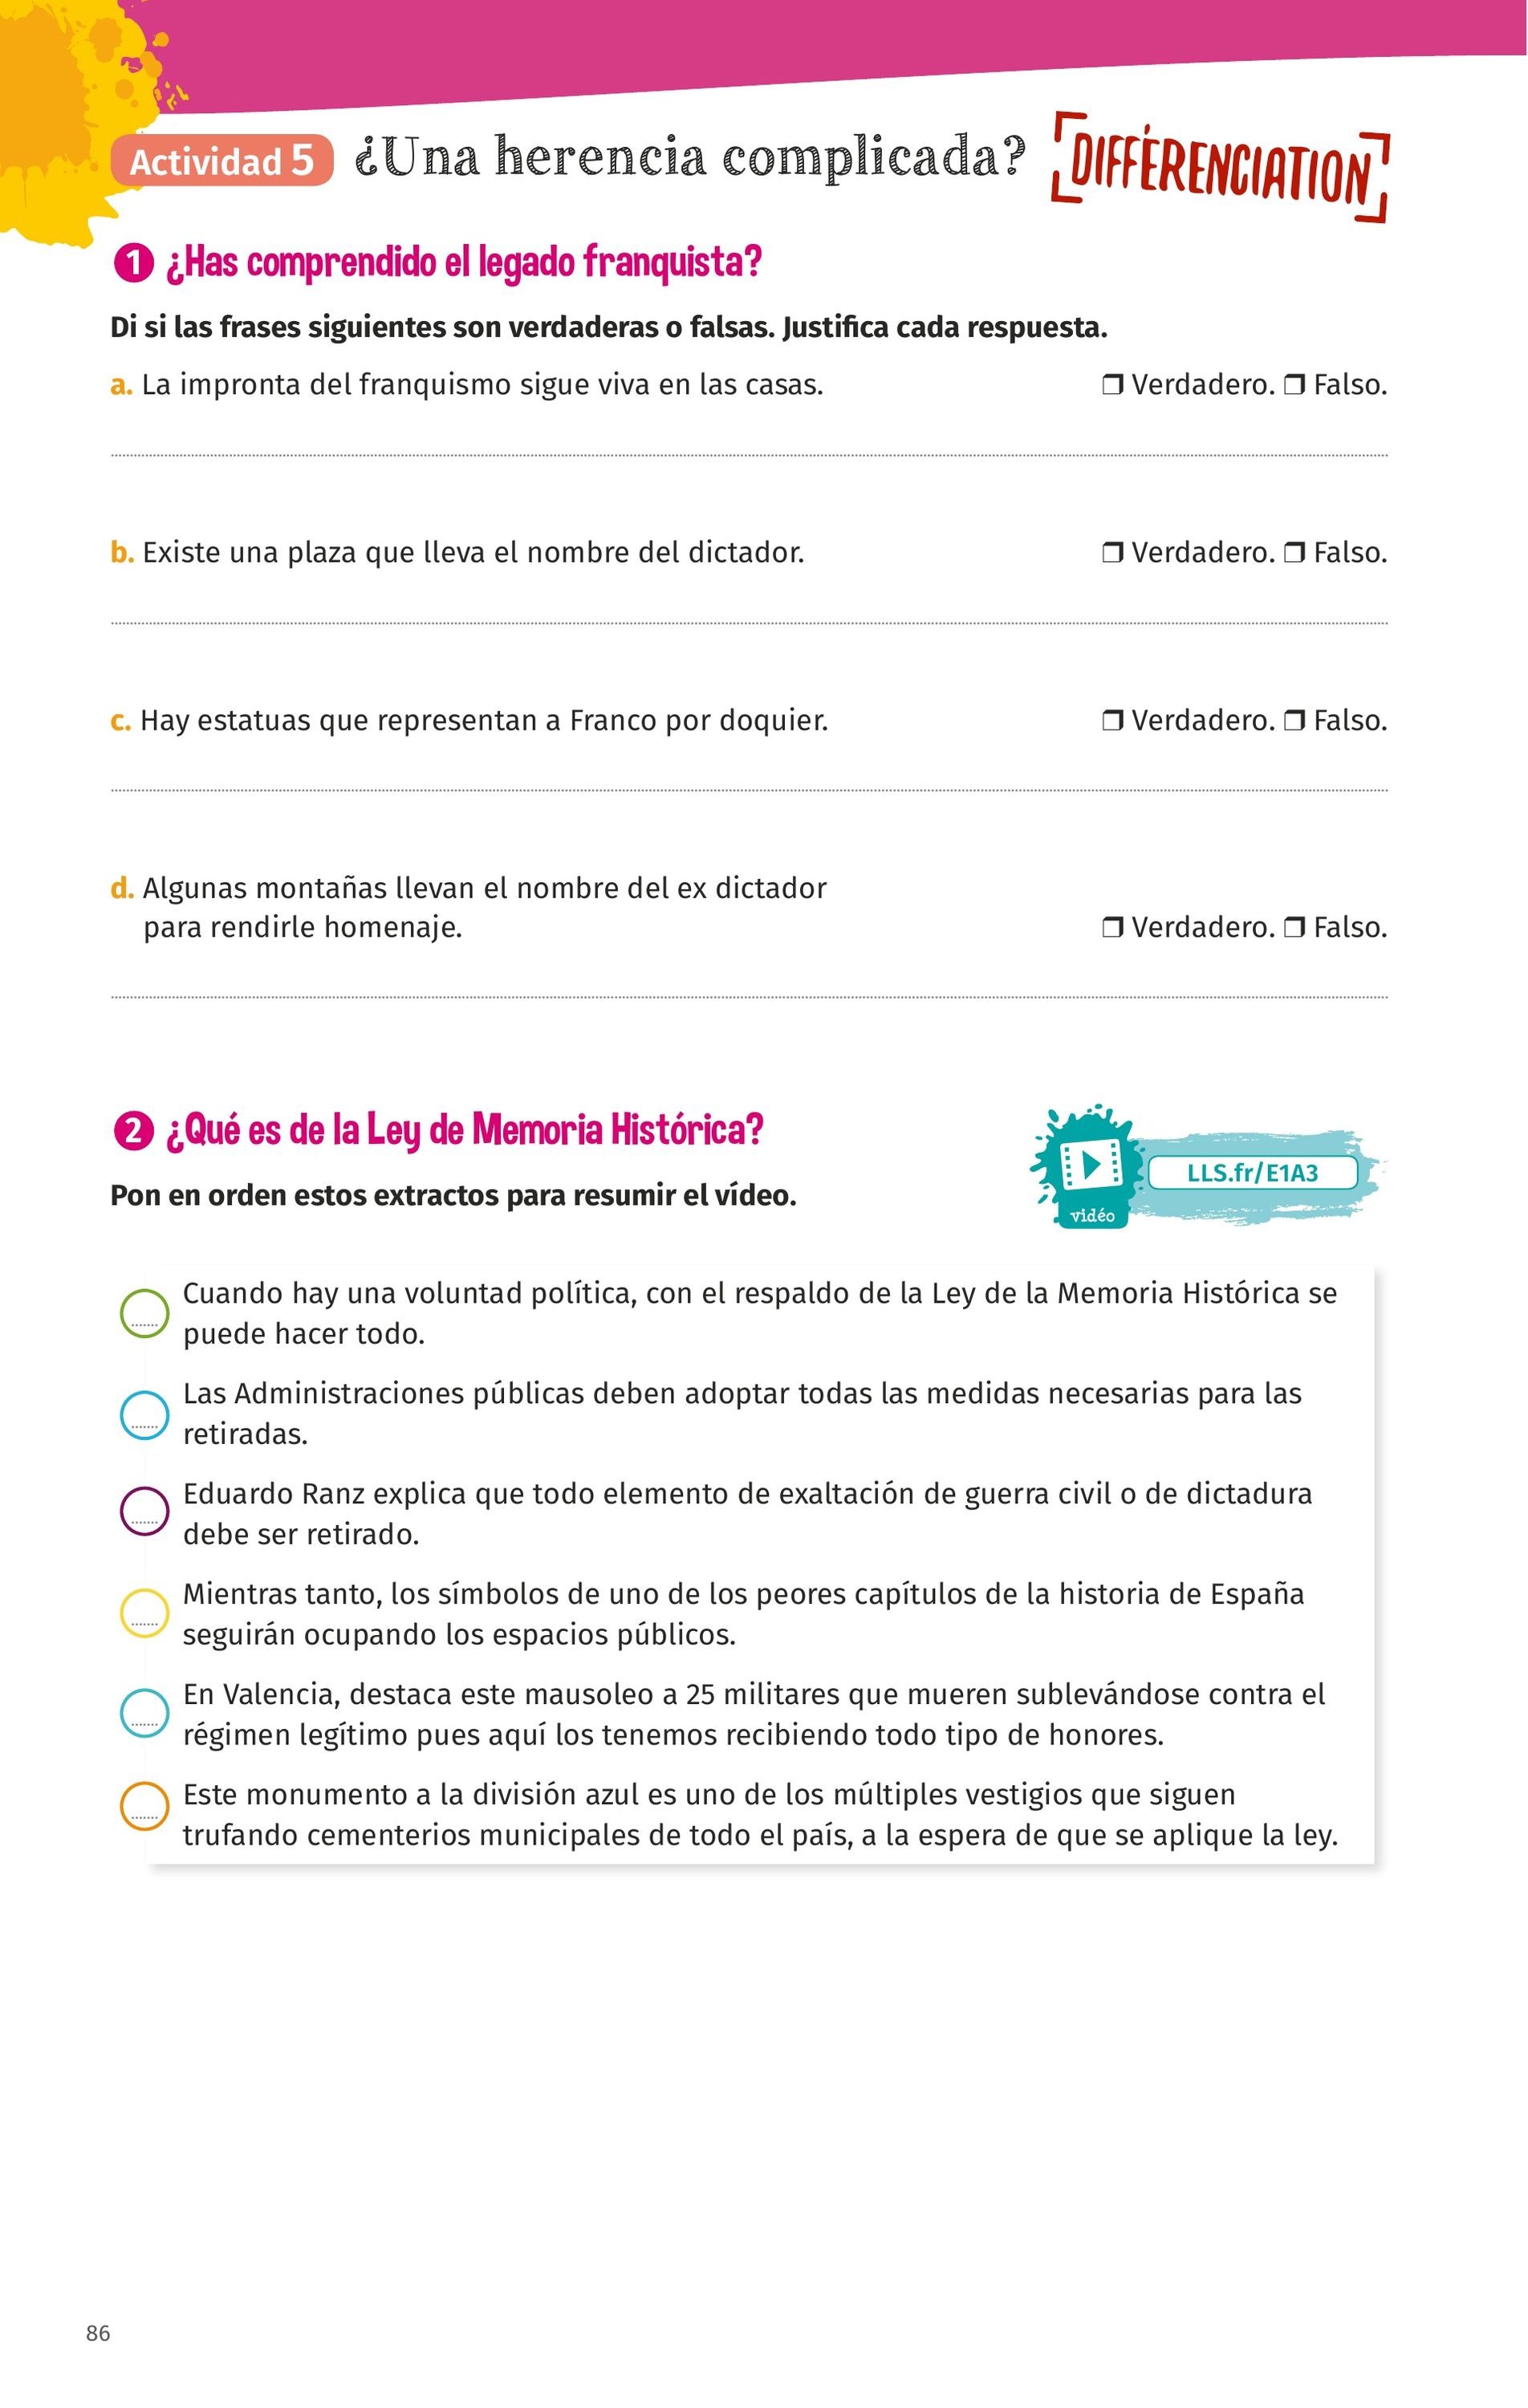 Actividad 5 ¿Una herencia complicada? DIFFÉRENCIATION
1 ¿Has comprendido el legado franquista?
Di si las frases siguientes son verdaderas o falsas. Justifica cada respuesta.
a. La impronta del franquismo sigue viva en las casas. ❒ Verdadero. ❒ Falso.
b. Existe una plaza que lleva el nombre del dictador. ❒ Verdadero. ❒ Falso.
c. Hay estatuas que representan a Franco por doquier. ❒ Verdadero. ❒ Falso.
d. Algunas montañas llevan el nombre del ex dictador
para rendirle homenaje. ❒ Verdadero. ❒ Falso.
2 ¿Qué es de la Ley de Memoria Histórica?
LLS.fr/E1A3
Pon en orden estos extractos para resumir el vídeo.
vidéo
Cuando hay una voluntad política, con el respaldo de la Ley de la Memoria Histórica se
puede hacer todo.
Las Administraciones públicas deben adoptar todas las medidas necesarias para las
retiradas.
Eduardo Ranz explica que todo elemento de exaltación de guerra civil o de dictadura
debe ser retirado.
Mientras tanto, los símbolos de uno de los peores capítulos de la historia de España
seguirán ocupando los espacios públicos.
En Valencia, destaca este mausoleo a 25 militares que mueren sublevándose contra el
régimen legítimo pues aquí los tenemos recibiendo todo tipo de honores.
Este monumento a la división azul es uno de los múltiples vestigios que siguen
trufando cementerios municipales de todo el país, a la espera de que se aplique la ley.
86